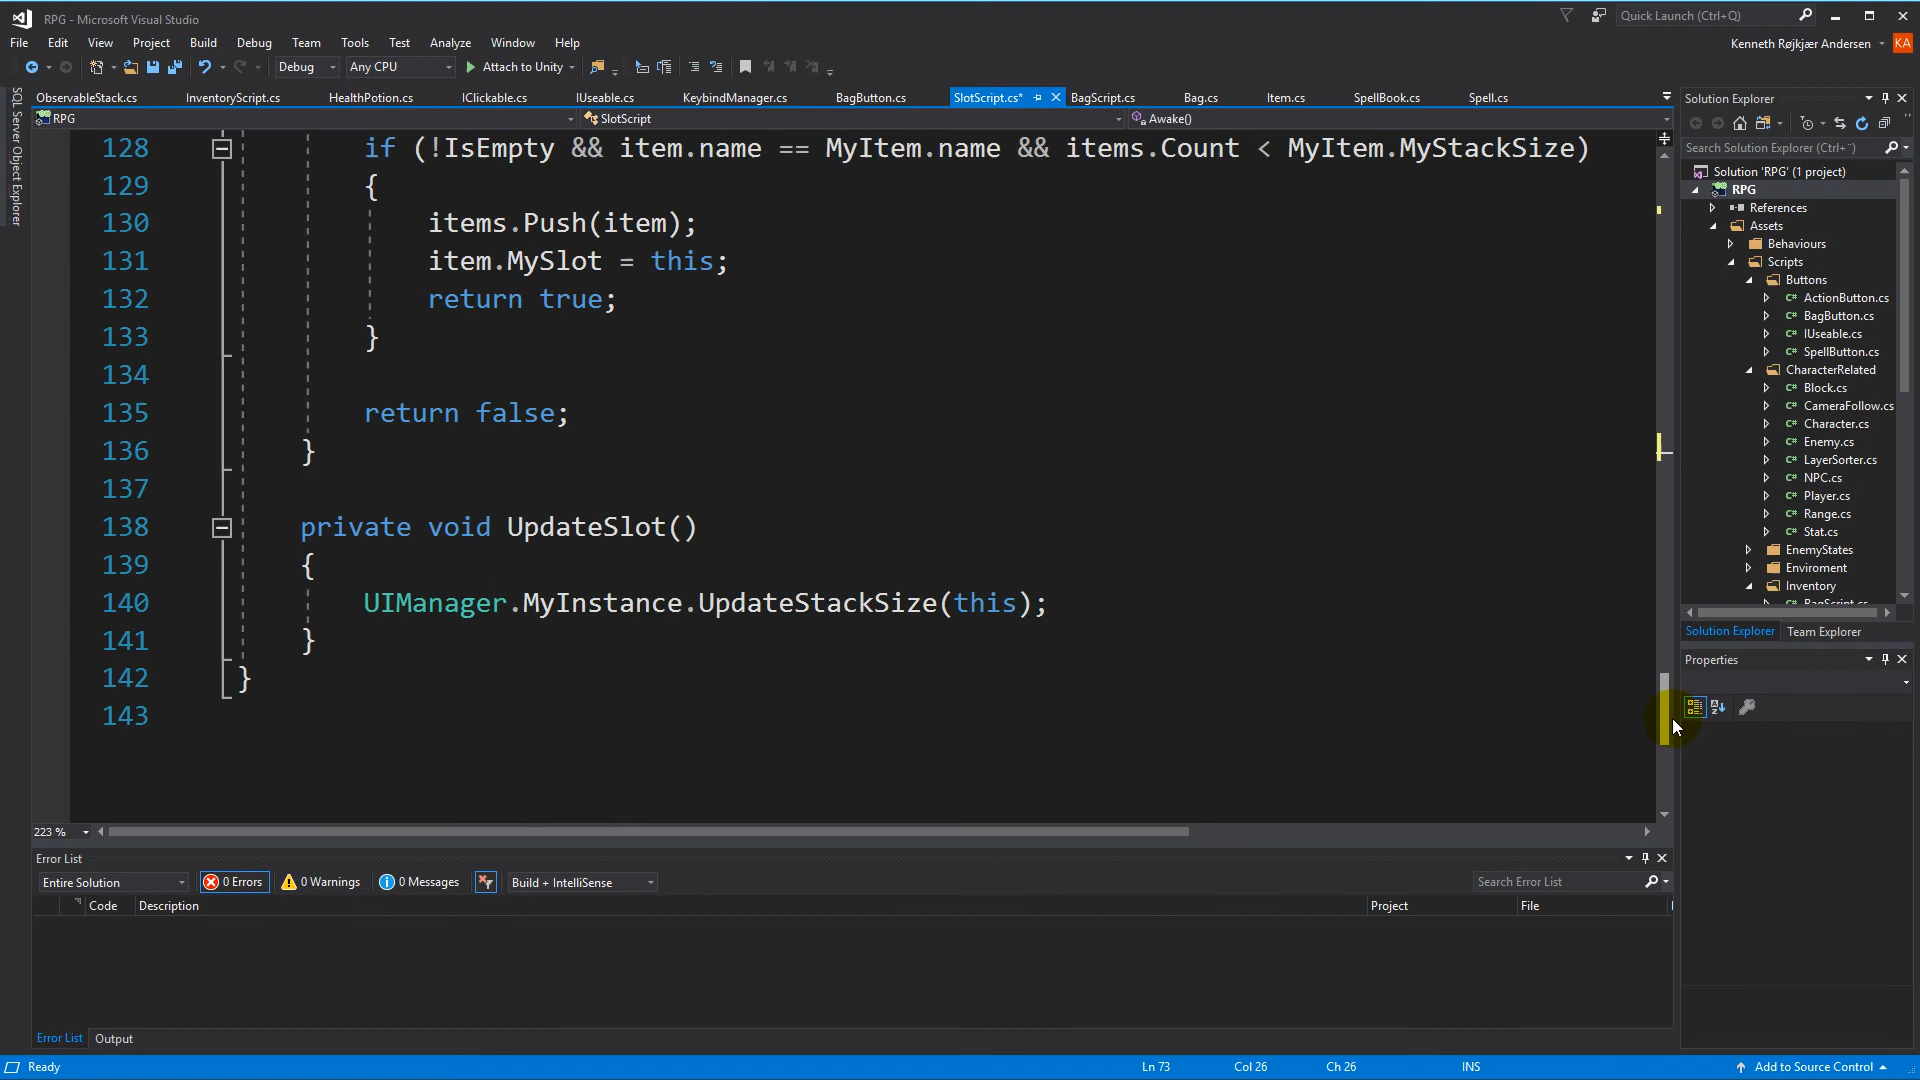 RPG - Microsoft Visual Studio
Quick Launch (Ctrl+Q)
File Edit View Project Build Debug Team Tools Test Analyze Window Help
Kenneth Røjkjær Andersen KA
Debug Any CPU Attach to Unity
SQL Server Object Explorer
ObservableStack.cs InventoryScript.cs HealthPotion.cs IClickable.cs IUseable.cs KeybindManager.cs BagButton.cs SlotScript.cs* BagScript.cs Bag.cs Item.cs SpellBook.cs Spell.cs
RPG SlotScript Awake()
128 if (!IsEmpty && item.name == MyItem.name && items.Count < MyItem.MyStackSize)
129 {
130 items.Push(item);
131 item.MySlot = this;
132 return true;
133 }
134
135 return false;
136 }
137
138 private void UpdateSlot()
139 {
140 UIManager.MyInstance.UpdateStackSize(this);
141 }
142 }
143
223 %
Solution Explorer
Search Solution Explorer (Ctrl+¨)
Solution 'RPG' (1 project)
RPG
References
Assets
Behaviours
Scripts
Buttons
ActionButton.cs
BagButton.cs
IUseable.cs
SpellButton.cs
CharacterRelated
Block.cs
CameraFollow.cs
Character.cs
Enemy.cs
LayerSorter.cs
NPC.cs
Player.cs
Range.cs
Stat.cs
EnemyStates
Enviroment
Inventory
BagScript.cs
Solution Explorer Team Explorer
Properties
Error List
Entire Solution 0 Errors 0 Warnings 0 Messages Build + IntelliSense Search Error List
Code Description Project File
Error List Output
Ready Ln 73 Col 26 Ch 26 INS Add to Source Control